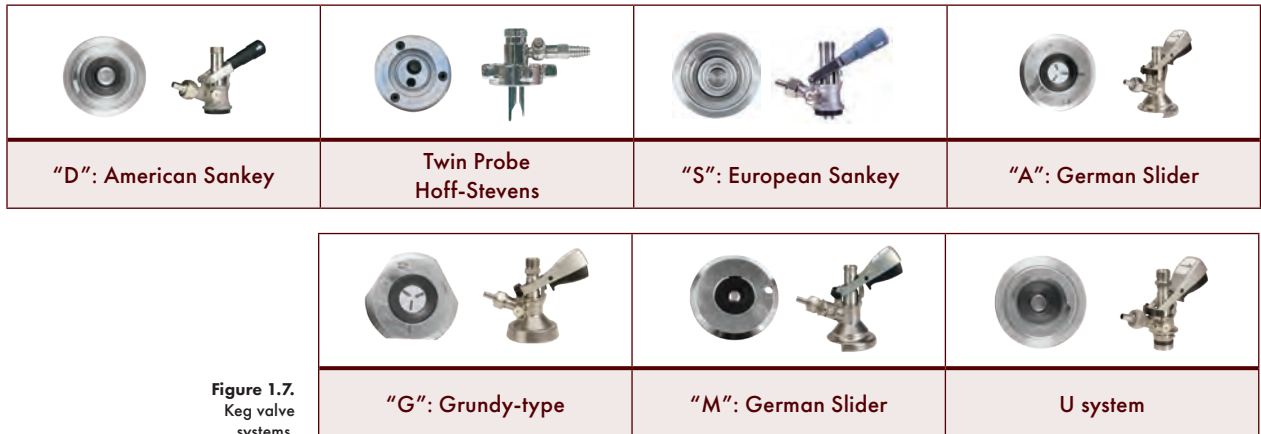 “D”: American Sankey
Twin Probe
Hoff-Stevens
“S”: European Sankey
“A”: German Slider
Figure 1.7.
Keg valve
systems.
“G”: Grundy-type
“M”: German Slider
U system